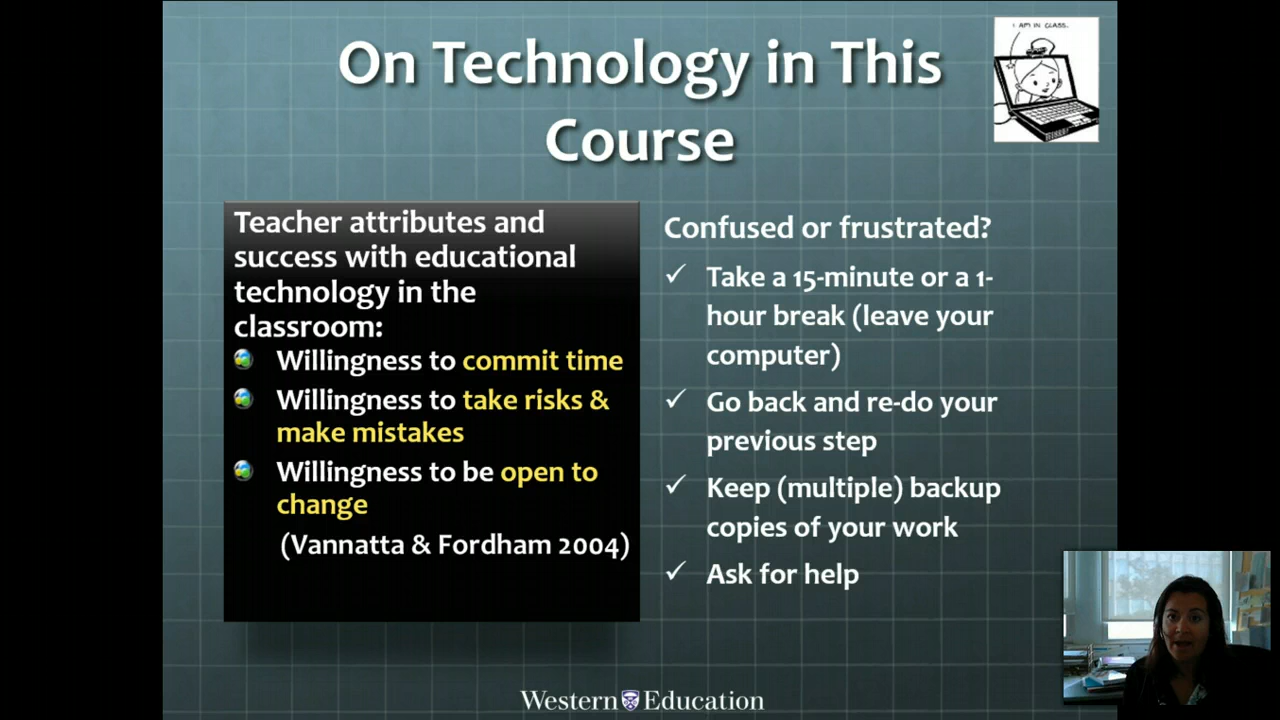 I AM IN CLASS.
On Technology in This
Course
Teacher attributes and
success with educational
technology in the
classroom:
Willingness to commit time
Willingness to take risks &
make mistakes
Willingness to be open to
change
(Vannatta & Fordham 2004)
Confused or frustrated?
✓ Take a 15-minute or a 1-
hour break (leave your
computer)
✓ Go back and re-do your
previous step
✓ Keep (multiple) backup
copies of your work
✓ Ask for help
Western Education